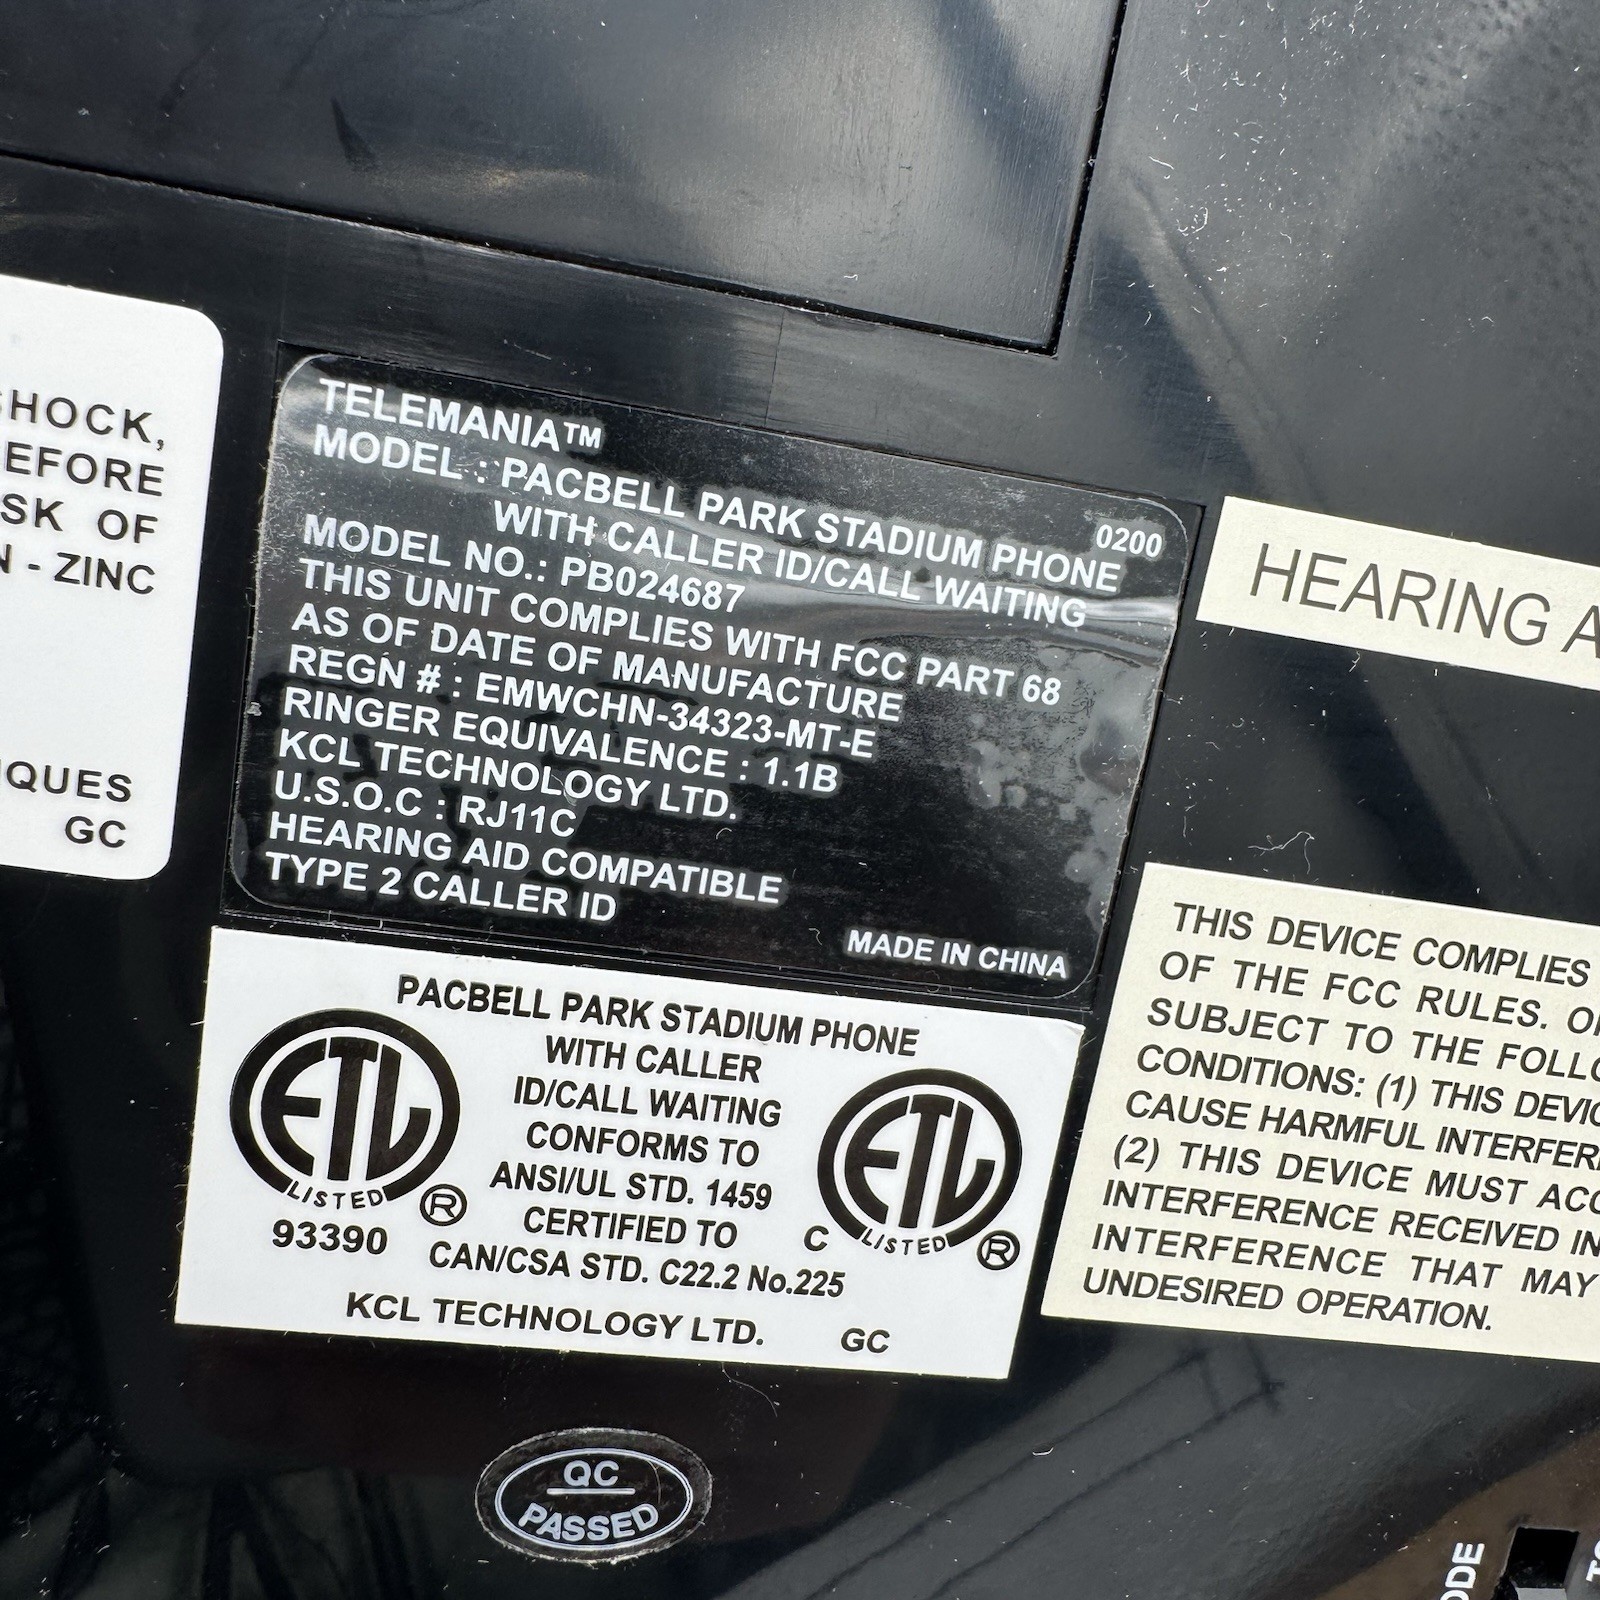 SHOCK,
EFORE
SK OF
N - ZINC
IQUES
GC
TELEMANIA™
MODEL : PACBELL PARK STADIUM PHONE
WITH CALLER ID/CALL WAITING
0200
MODEL NO.: PB024687
THIS UNIT COMPLIES WITH FCC PART 68
AS OF DATE OF MANUFACTURE
REGN # : EMWCHN-34323-MT-E
RINGER EQUIVALENCE : 1.1B
KCL TECHNOLOGY LTD.
U.S.O.C : RJ11C
HEARING AID COMPATIBLE
TYPE 2 CALLER ID
MADE IN CHINA
PACBELL PARK STADIUM PHONE
WITH CALLER
ID/CALL WAITING
CONFORMS TO
ANSI/UL STD. 1459
CERTIFIED TO
CAN/CSA STD. C22.2 No.225
KCL TECHNOLOGY LTD. GC
ETL
LISTED ®
93390
C ETL
LISTED ®
HEARING A
THIS DEVICE COMPLIES
OF THE FCC RULES. O
SUBJECT TO THE FOLLO
CONDITIONS: (1) THIS DEVIC
CAUSE HARMFUL INTERFER
(2) THIS DEVICE MUST ACC
INTERFERENCE RECEIVED IN
INTERFERENCE THAT MAY
UNDESIRED OPERATION.
QC
PASSED
ODE
TO